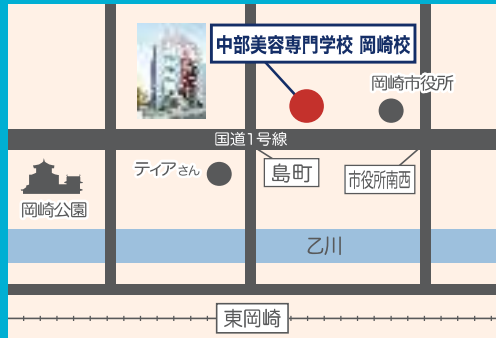 中部美容専門学校 岡崎校
岡崎市役所
国道1号線
ティアさん
島町
市役所南西
岡崎公園
乙川
東岡崎